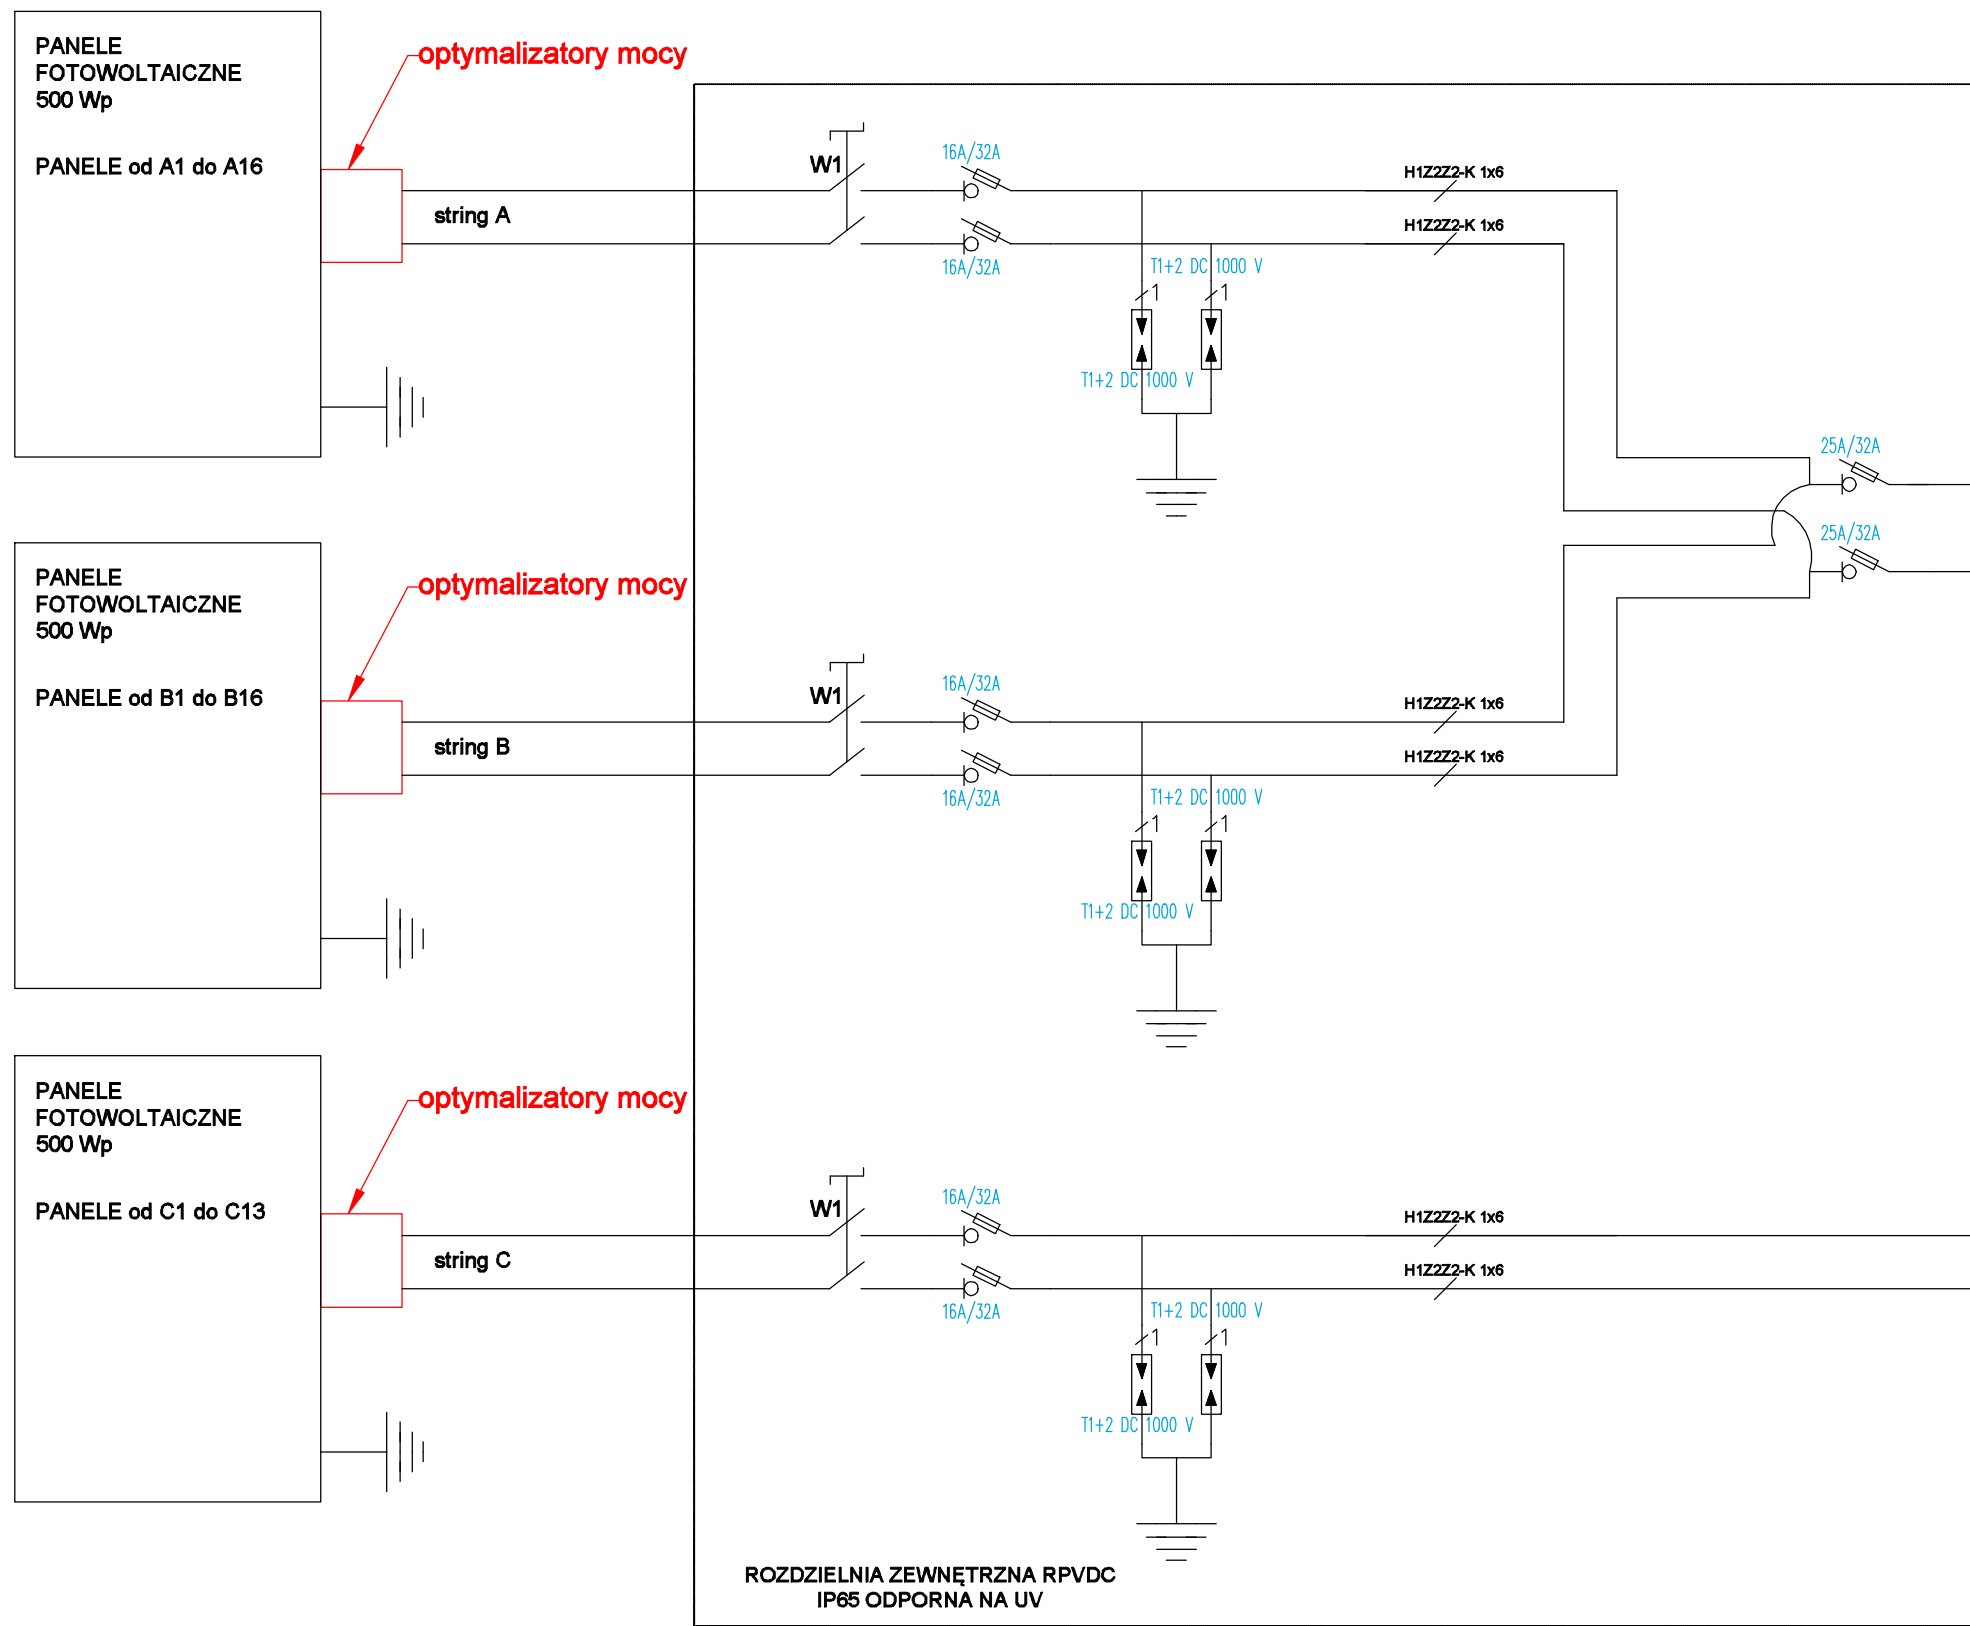 PANELE
FOTOWOLTAICZNE
500 Wp
PANELE od A1 do A16
optymalizatory mocy
string A
W1
16A/32A
16A/32A
T1+2 DC 1000 V
1
1
T1+2 DC 1000 V
H1Z2Z2-K 1x6
H1Z2Z2-K 1x6
25A/32A
25A/32A
PANELE
FOTOWOLTAICZNE
500 Wp
PANELE od B1 do B16
optymalizatory mocy
string B
W1
16A/32A
16A/32A
T1+2 DC 1000 V
1
1
T1+2 DC 1000 V
H1Z2Z2-K 1x6
H1Z2Z2-K 1x6
PANELE
FOTOWOLTAICZNE
500 Wp
PANELE od C1 do C13
optymalizatory mocy
string C
W1
16A/32A
16A/32A
T1+2 DC 1000 V
1
1
T1+2 DC 1000 V
H1Z2Z2-K 1x6
H1Z2Z2-K 1x6
ROZDZIELNIA ZEWNĘTRZNA RPVDC
IP65 ODPORNA NA UV